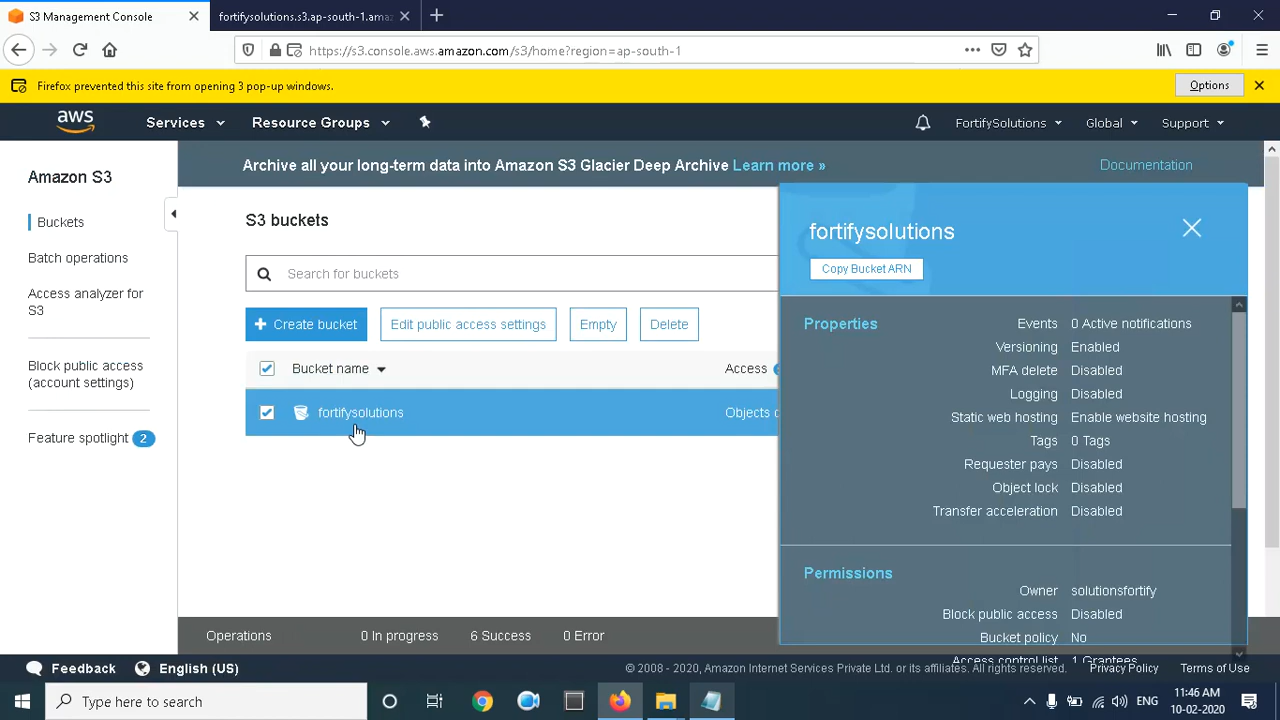 S3 Management Console
fortifysolutions.s3.ap-south-1.amaz
https://s3.console.aws.amazon.com/s3/home?region=ap-south-1
Firefox prevented this site from opening 3 pop-up windows.
Options
aws
Services
Resource Groups
FortifySolutions
Global
Support
Amazon S3
Buckets
Batch operations
Access analyzer for
S3
Block public access
(account settings)
Feature spotlight 2
Archive all your long-term data into Amazon S3 Glacier Deep Archive Learn more »
Documentation
S3 buckets
Search for buckets
+ Create bucket
Edit public access settings
Empty
Delete
Bucket name
Access
fortifysolutions
Objects c
fortifysolutions
Copy Bucket ARN
Properties
Events 0 Active notifications
Versioning Enabled
MFA delete Disabled
Logging Disabled
Static web hosting Enable website hosting
Tags 0 Tags
Requester pays Disabled
Object lock Disabled
Transfer acceleration Disabled
Permissions
Owner solutionsfortify
Block public access Disabled
Bucket policy No
Access control list 1 Grantees
Operations 0 In progress 6 Success 0 Error
Feedback
English (US)
© 2008 - 2020, Amazon Internet Services Private Ltd. or its affiliates. All rights reserved.
Privacy Policy
Terms of Use
Type here to search
ENG
11:46 AM
10-02-2020